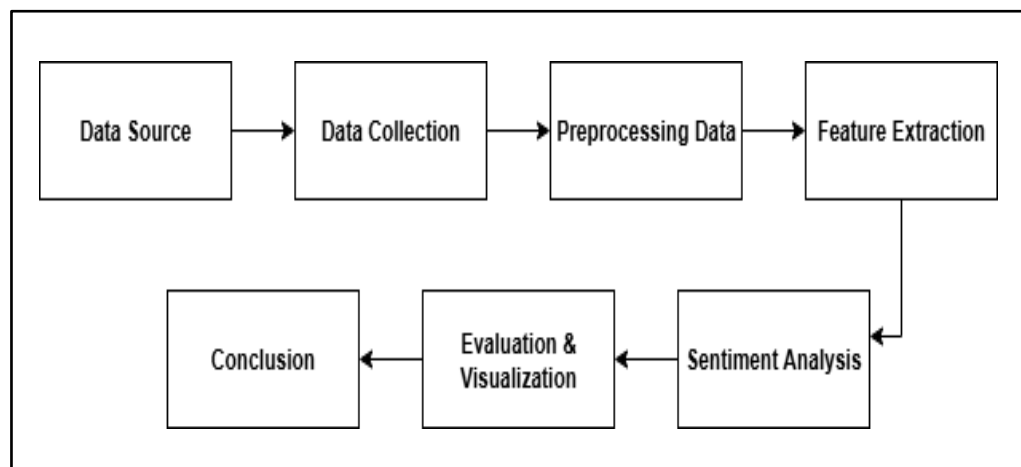 Data Source
Data Collection
Preprocessing Data
Feature Extraction
Sentiment Analysis
Evaluation &
Visualization
Conclusion